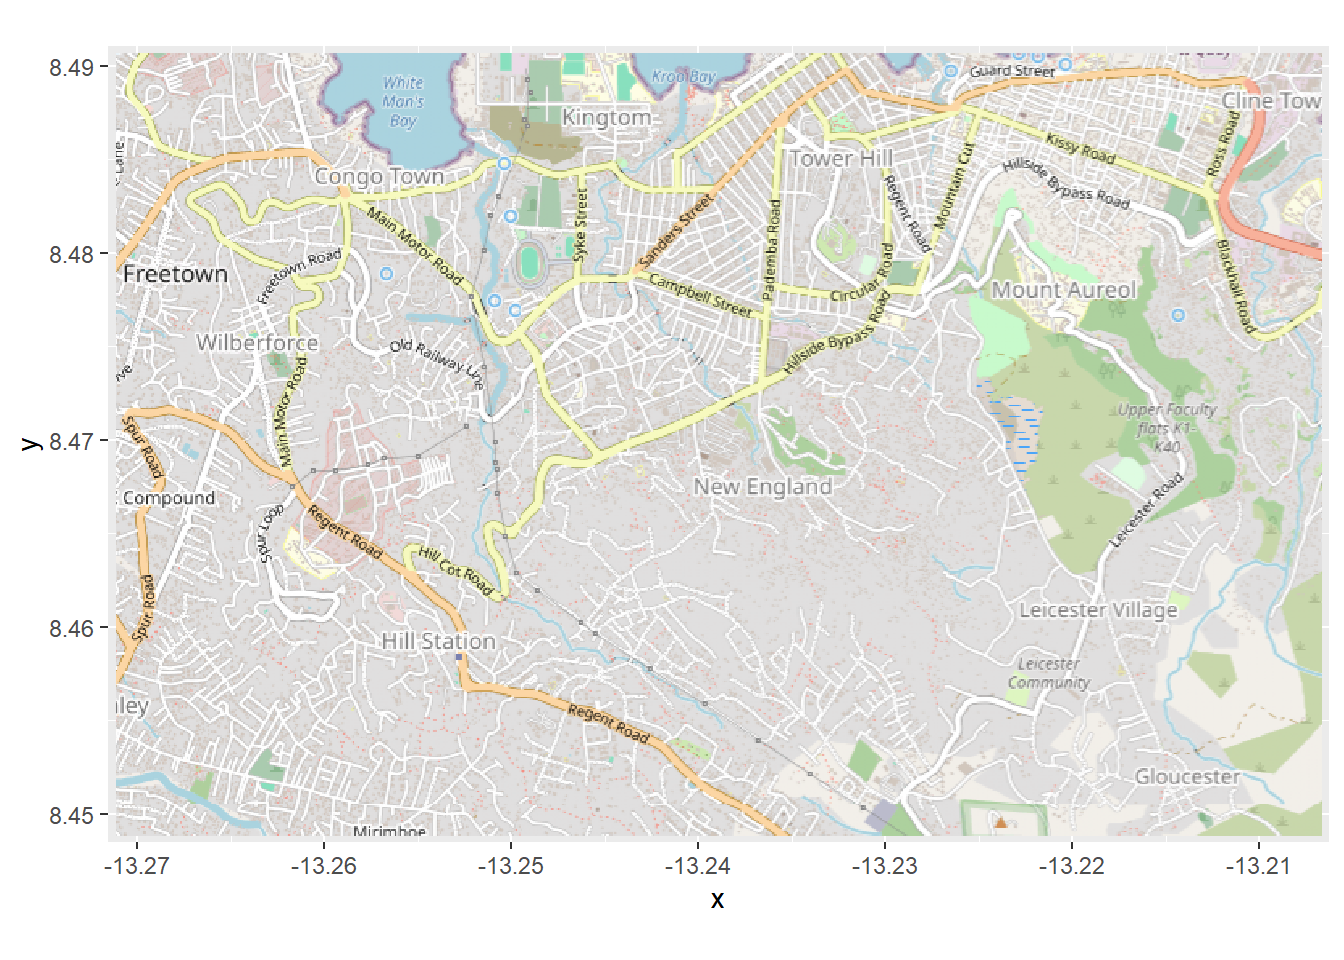 8.49
8.48
8.47
8.46
8.45
y
White
Man's
Bay
Kroo Bay
Guard Street
Cline Tow
Kingtom
Congo Town
Tower Hill
Kissy Road
Ross Road
Hillside Bypass Road
Mountain Cut
Regent Road
Main Motor Road
Syke Street
Sanders Street
Pademba Road
Freetown
Freetown Road
Campbell Street
Circular Road
Mount Aureol
Blackhall Road
Wilberforce
Old Railway Line
Hillside Bypass Road
Main Motor Road
Spur Road
Upper Faculty
flats K1-
K40
Compound
New England
Spur Loop
Regent Road
Leicester Road
Hill Cot Road
Spur Road
Leicester Village
Hill Station
Leicester
Community
nley
Regent Road
Gloucester
Mirimboe
-13.27
-13.26
-13.25
-13.24
-13.23
-13.22
-13.21
x